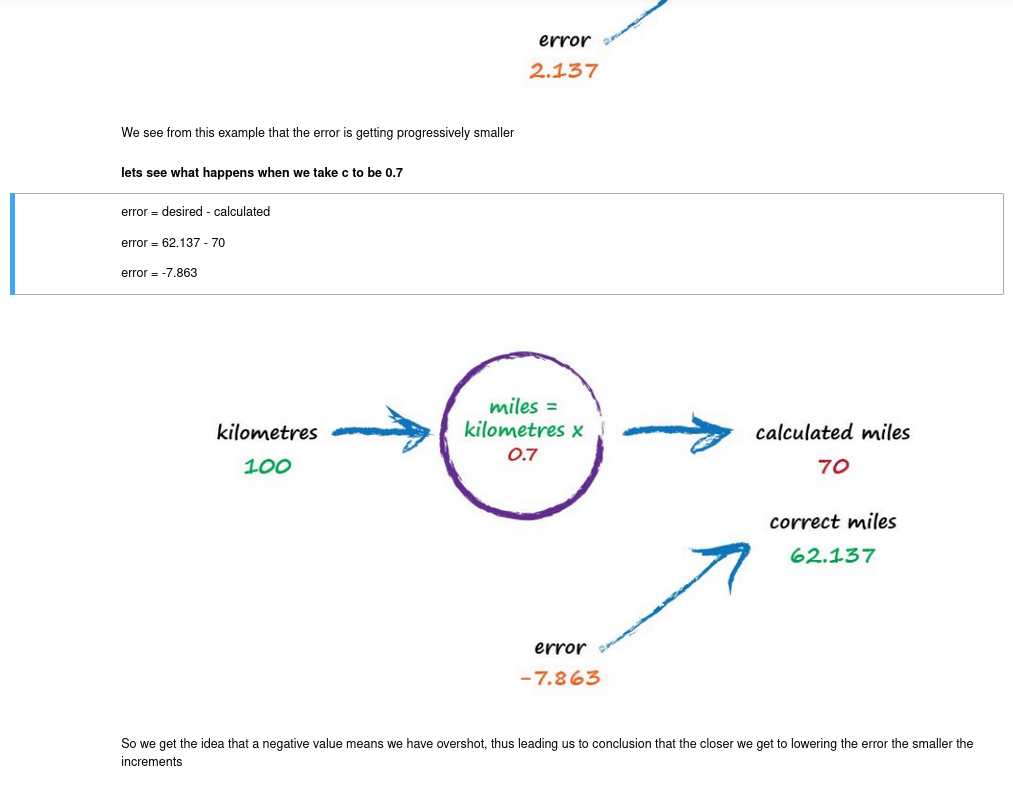 error
2.137
We see from this example that the error is getting progressively smaller
lets see what happens when we take c to be 0.7
error = desired - calculated
error = 62.137 - 70
error = -7.863
miles =
kilometres x
0.7
kilometres
100
calculated miles
70
correct miles
62.137
error
-7.863
So we get the idea that a negative value means we have overshot, thus leading us to conclusion that the closer we get to lowering the error the smaller the
increments